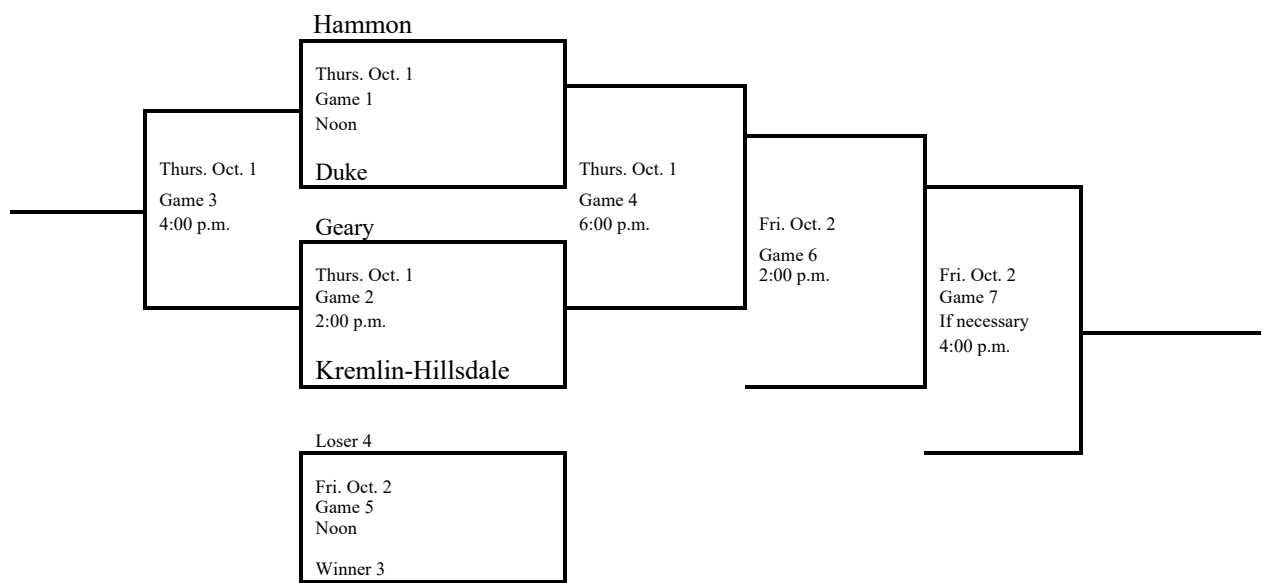 Hammon
Thurs. Oct. 1
Game 1
Noon
Duke
Thurs. Oct. 1
Game 3
4:00 p.m.
Thurs. Oct. 1
Game 4
6:00 p.m.
Geary
Thurs. Oct. 1
Game 2
2:00 p.m.
Kremlin-Hillsdale
Fri. Oct. 2
Game 6
2:00 p.m.
Fri. Oct. 2
Game 7
If necessary
4:00 p.m.
Loser 4
Fri. Oct. 2
Game 5
Noon
Winner 3